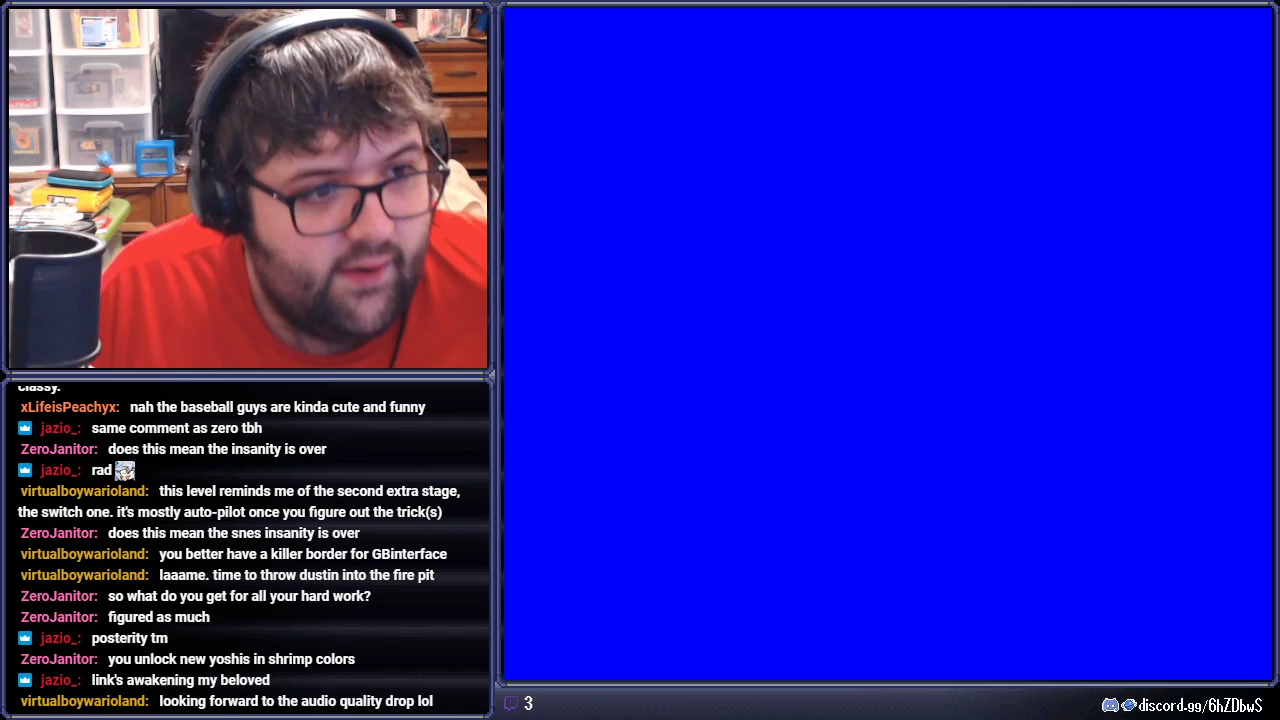 classy.
xLifeisPeachyx: nah the baseball guys are kinda cute and funny
jazio_: same comment as zero tbh
ZeroJanitor: does this mean the insanity is over
jazio_: rad
virtualboywarioland: this level reminds me of the second extra stage,
the switch one. it's mostly auto-pilot once you figure out the trick(s)
ZeroJanitor: does this mean the snes insanity is over
virtualboywarioland: you better have a killer border for GBinterface
virtualboywarioland: laaame. time to throw dustin into the fire pit
ZeroJanitor: so what do you get for all your hard work?
ZeroJanitor: figured as much
jazio_: posterity tm
ZeroJanitor: you unlock new yoshis in shrimp colors
jazio_: link's awakening my beloved
virtualboywarioland: looking forward to the audio quality drop lol
3
discord.gg/6hZDbwS